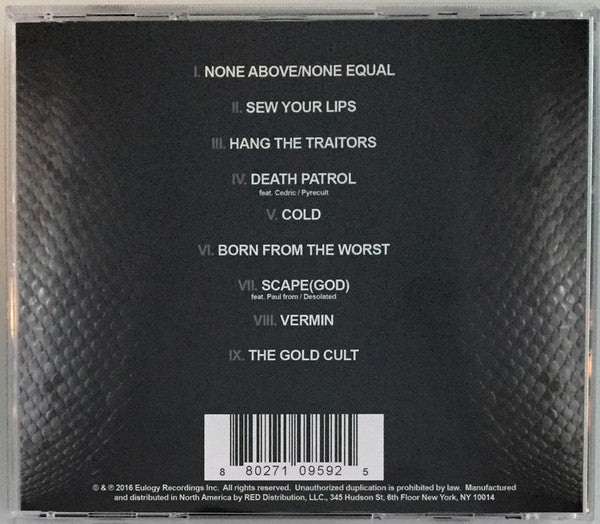 I. NONE ABOVE/NONE EQUAL
II. SEW YOUR LIPS
III. HANG THE TRAITORS
IV. DEATH PATROL
feat. Cedric / Pyrecult
V. COLD
VI. BORN FROM THE WORST
VII. SCAPE(GOD)
feat. Paul from / Desolated
VIII. VERMIN
IX. THE GOLD CULT
8 80271 09592 5
© & ℗ 2016 Eulogy Recordings Inc. All rights reserved. Unauthorized duplication is prohibited by law. Manufactured
and distributed in North America by RED Distribution, LLC., 345 Hudson St, 6th Floor New York, NY 10014